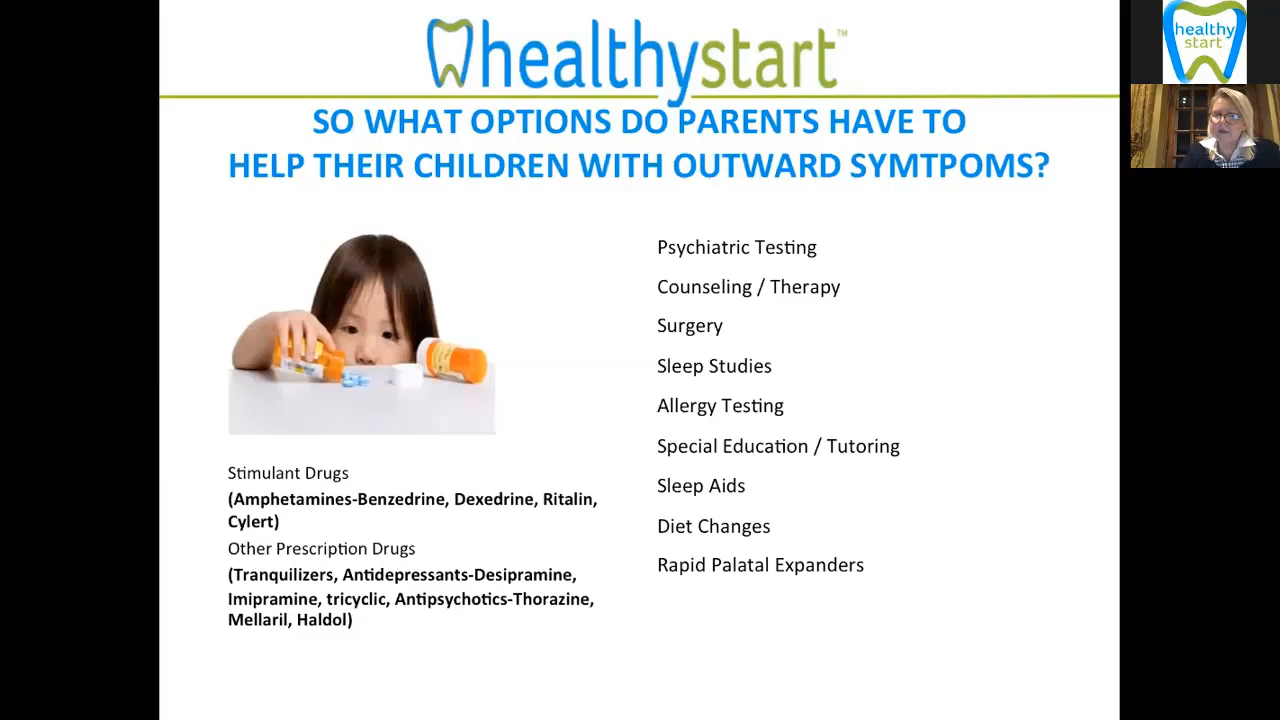 healthystart™
SO WHAT OPTIONS DO PARENTS HAVE TO
HELP THEIR CHILDREN WITH OUTWARD SYMTPOMS?
Stimulant Drugs
(Amphetamines-Benzedrine, Dexedrine, Ritalin,
Cylert)
Other Prescription Drugs
(Tranquilizers, Antidepressants-Desipramine,
Imipramine, tricyclic, Antipsychotics-Thorazine,
Mellaril, Haldol)
Psychiatric Testing
Counseling / Therapy
Surgery
Sleep Studies
Allergy Testing
Special Education / Tutoring
Sleep Aids
Diet Changes
Rapid Palatal Expanders
healthy
start